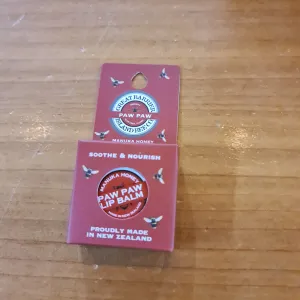 GREAT BARRIER
PAW PAW
ISLAND BEE CO.
MANUKA HONEY
SOOTHE & NOURISH
MANUKA HONEY
PAW PAW
LIP BALM
PROUDLY MADE
IN NEW ZEALAND